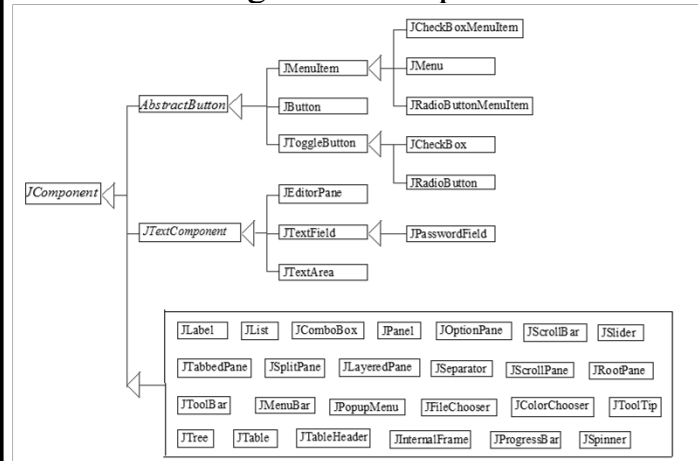 JCheckBoxMenuItem
JMenuItem
JMenu
AbstractButton
JButton
JRadioButtonMenuItem
JToggleButton
JCheckBox
JRadioButton
JComponent
JEditorPane
JTextComponent
JTextField
JPasswordField
JTextArea
JLabel JList JComboBox JPanel JOptionPane JScrollBar JSlider
JTabbedPane JSplitPane JLayeredPane JSeparator JScrollPane JRootPane
JToolBar JMenuBar JPopupMenu JFileChooser JColorChooser JToolTip
JTree JTable JTableHeader JInternalFrame JProgressBar JSpinner